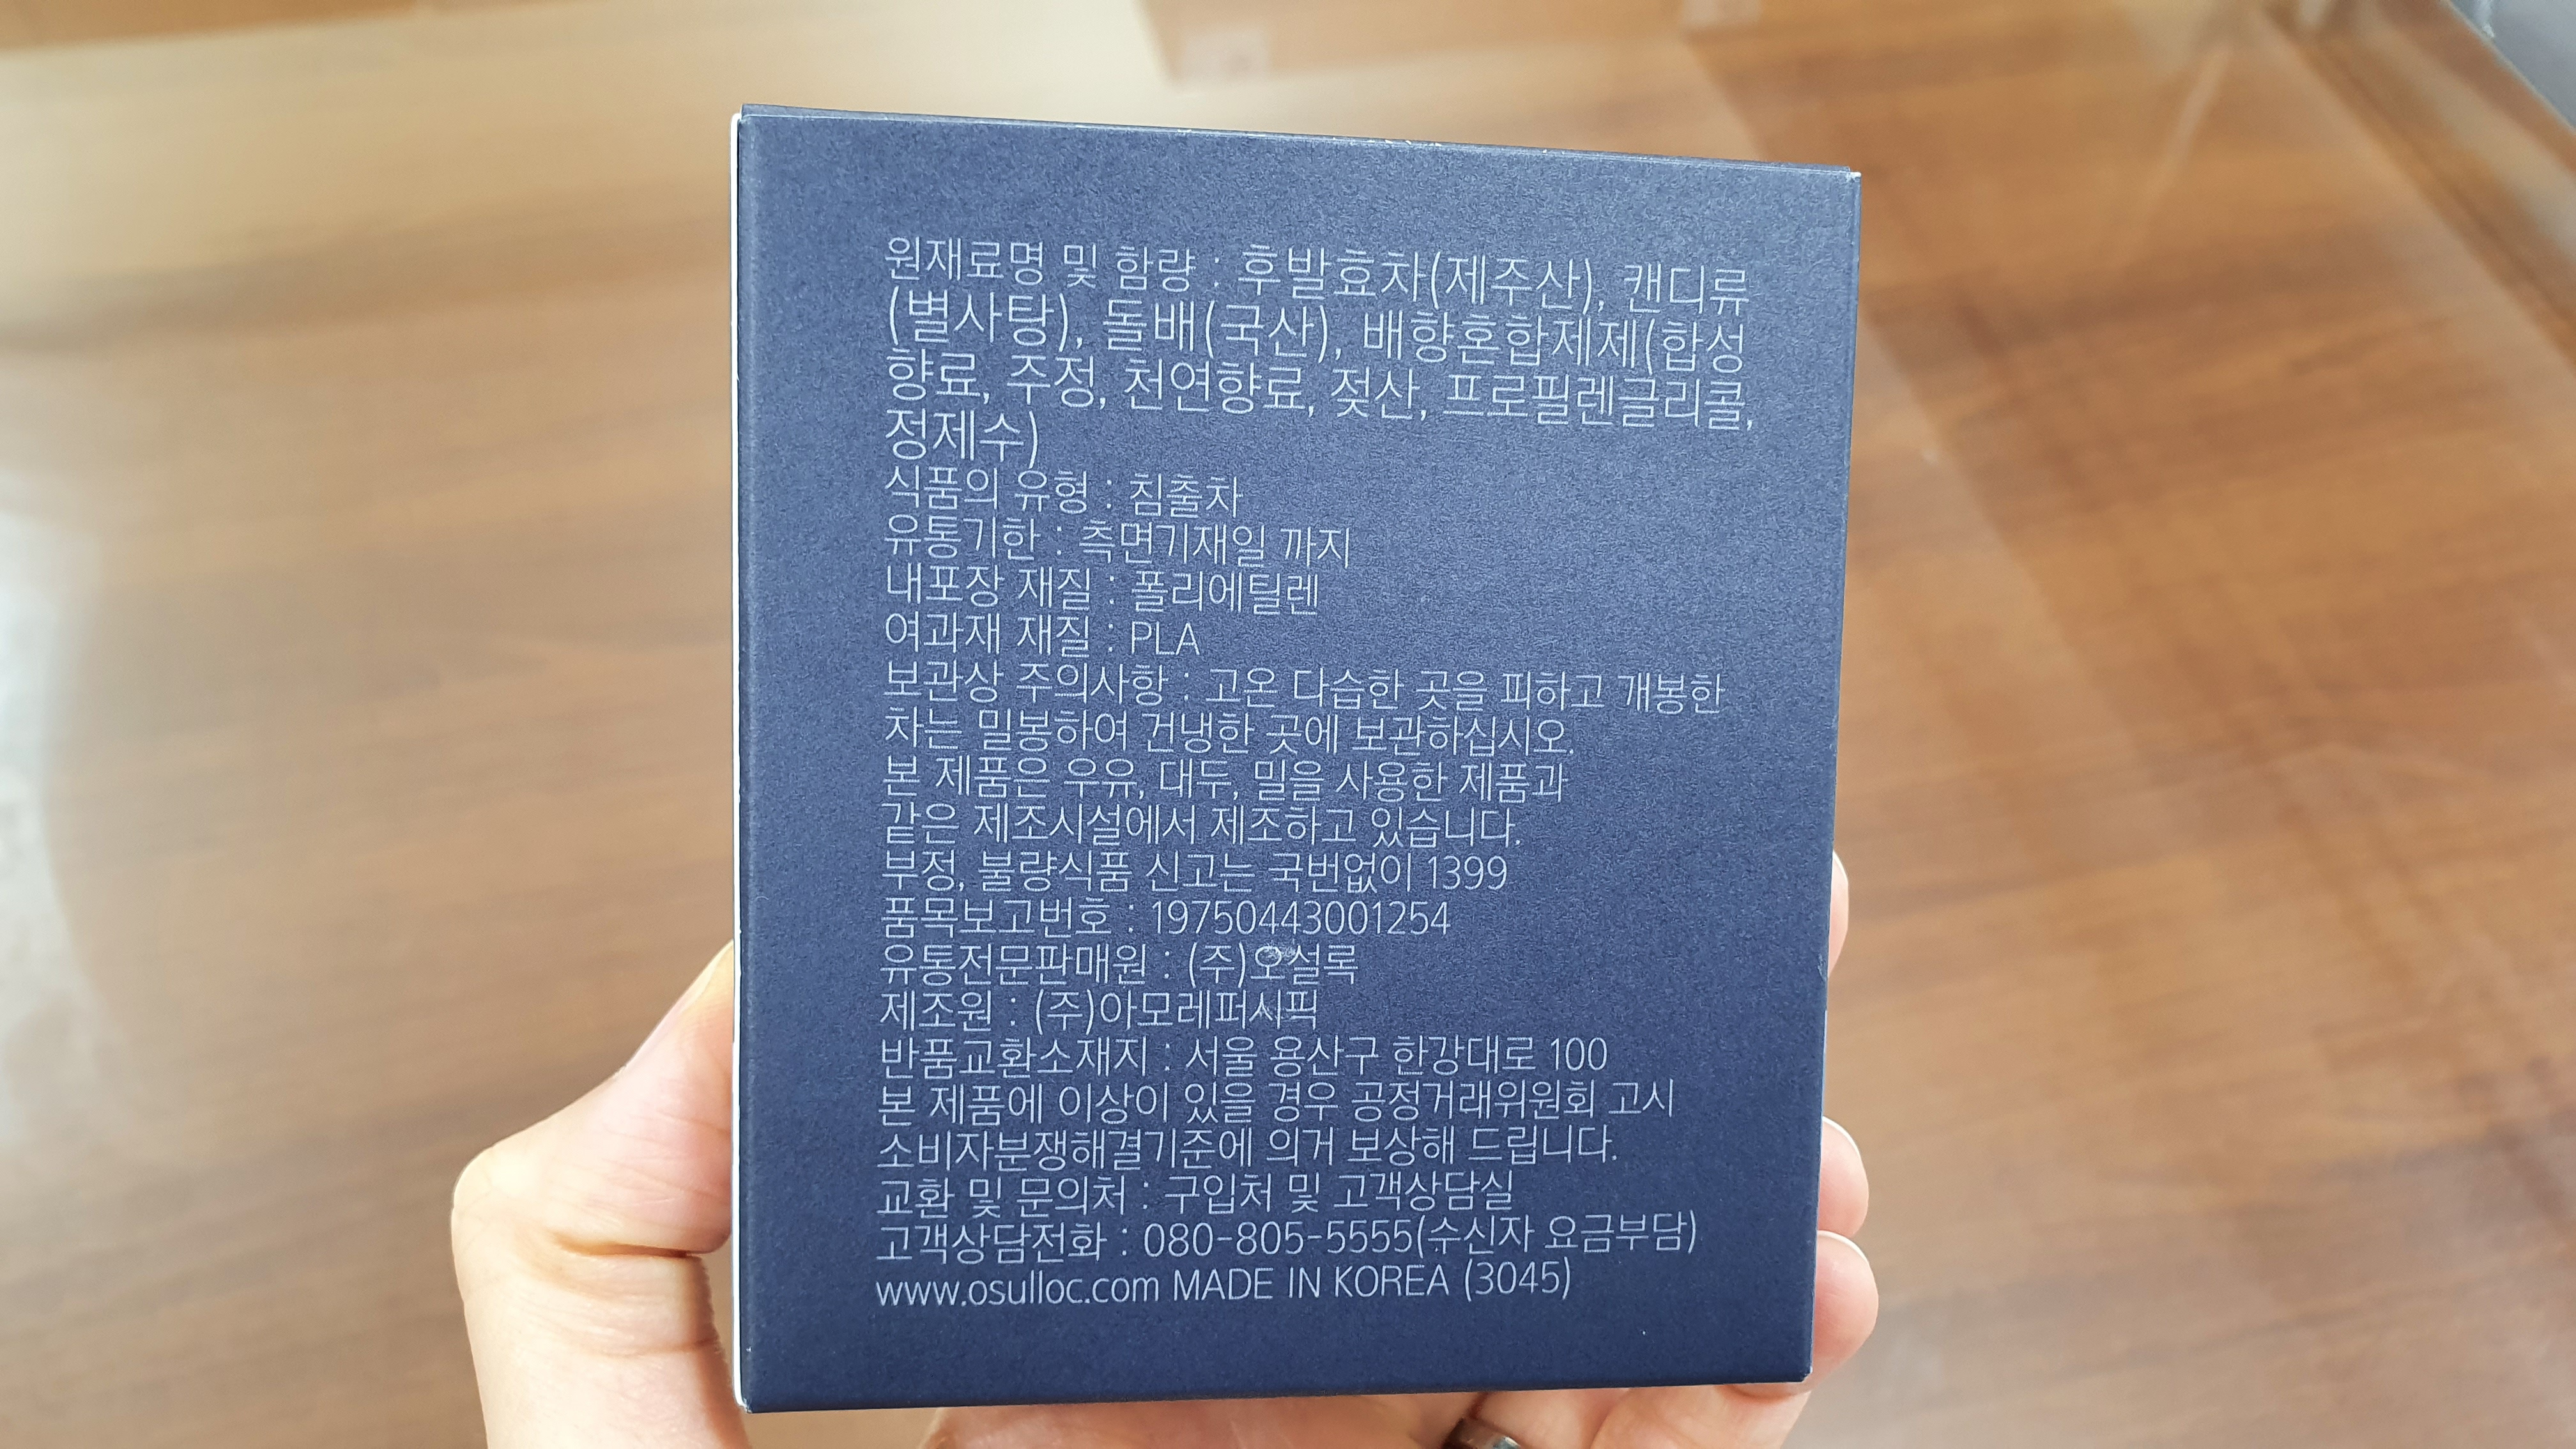 원재료명 및 함량 : 후발효차(제주산), 캔디류
(별사탕), 돌배(국산), 배향혼합제제(합성
향료, 주정, 천연향료, 젖산, 프로필렌글리콜,
정제수)
식품의 유형 : 침출차
유통기한 : 측면기재일 까지
내포장 재질 : 폴리에틸렌
여과재 재질 : PLA
보관상 주의사항 : 고온 다습한 곳을 피하고 개봉한
차는 밀봉하여 건냉한 곳에 보관하십시오.
본 제품은 우유, 대두, 밀을 사용한 제품과
같은 제조시설에서 제조하고 있습니다.
부정, 불량식품 신고는 국번없이 1399
품목보고번호 : 19750443001254
유통전문판매원 : (주)오설록
제조원 : (주)아모레퍼시픽
반품교환소재지 : 서울 용산구 한강대로 100
본 제품에 이상이 있을 경우 공정거래위원회 고시
소비자분쟁해결기준에 의거 보상해 드립니다.
교환 및 문의처 : 구입처 및 고객상담실
고객상담전화 : 080-805-5555(수신자 요금부담)
www.osulloc.com MADE IN KOREA (3045)